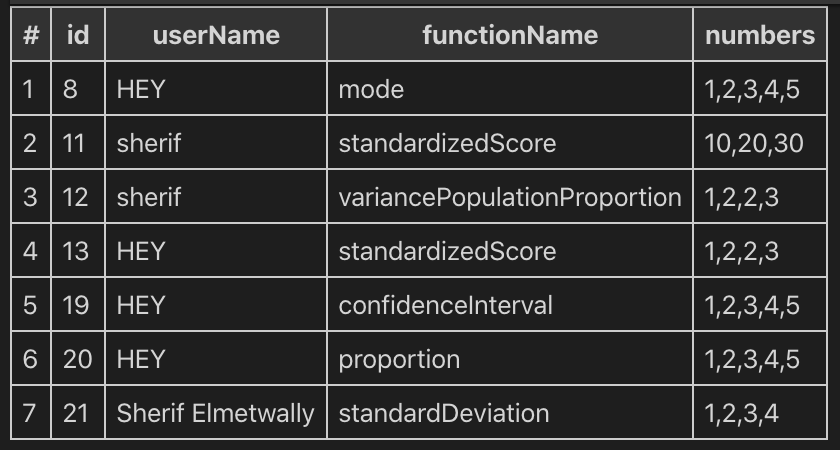 # id userName functionName numbers
1 8 HEY mode 1,2,3,4,5
2 11 sherif standardizedScore 10,20,30
3 12 sherif variancePopulationProportion 1,2,2,3
4 13 HEY standardizedScore 1,2,2,3
5 19 HEY confidenceInterval 1,2,3,4,5
6 20 HEY proportion 1,2,3,4,5
7 21 Sherif Elmetwally standardDeviation 1,2,3,4